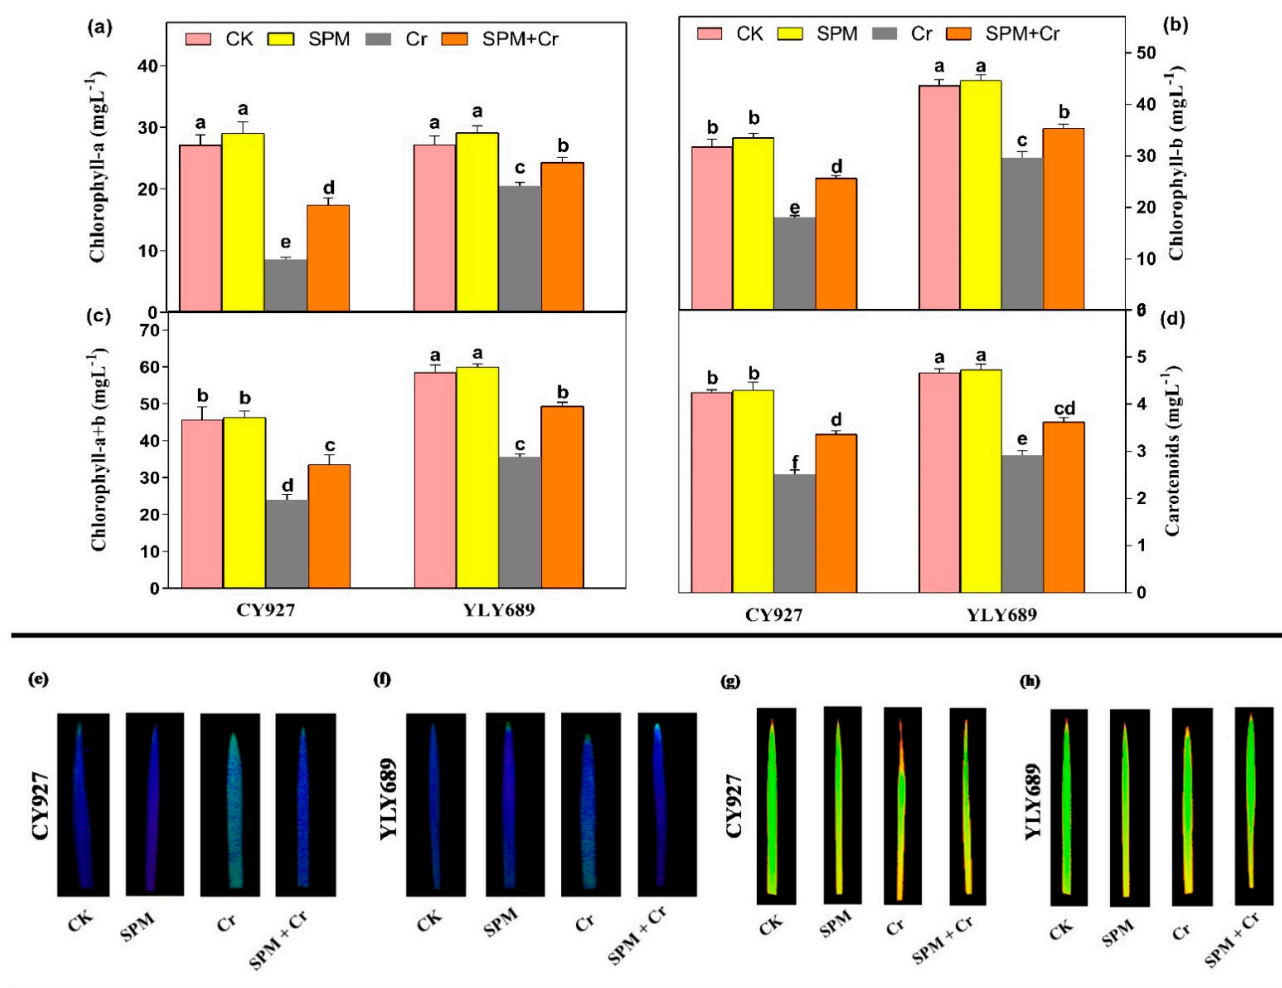 (a)
CK SPM Cr SPM+Cr
Chlorophyll-a (mgL⁻¹)
40
30
20
10
0
a a e d a a c b
(b)
CK SPM Cr SPM+Cr
Chlorophyll-b (mgL⁻¹)
50
40
30
20
10
0
b b e d a a c b
(c)
Chlorophyll-a+b (mgL⁻¹)
70
60
50
40
30
20
10
0
b b d c a a c b
CY927 YLY689
(d)
Carotenoids (mgL⁻¹)
6
5
4
3
2
1
0
b b f d a a e cd
CY927 YLY689
(e)
CY927
CK SPM Cr SPM + Cr
(f)
YLY689
CK SPM Cr SPM + Cr
(g)
CY927
CK SPM Cr SPM + Cr
(h)
YLY689
CK SPM Cr SPM + Cr